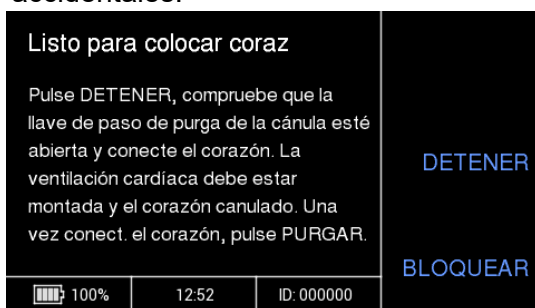 accidentales.
Listo para colocar coraz
Pulse DETENER, compruebe que la
llave de paso de purga de la cánula esté
abierta y conecte el corazón. La
ventilación cardíaca debe estar
montada y el corazón canulado. Una
vez conect. el corazón, pulse PURGAR.
DETENER
BLOQUEAR
100%
12:52
ID: 000000